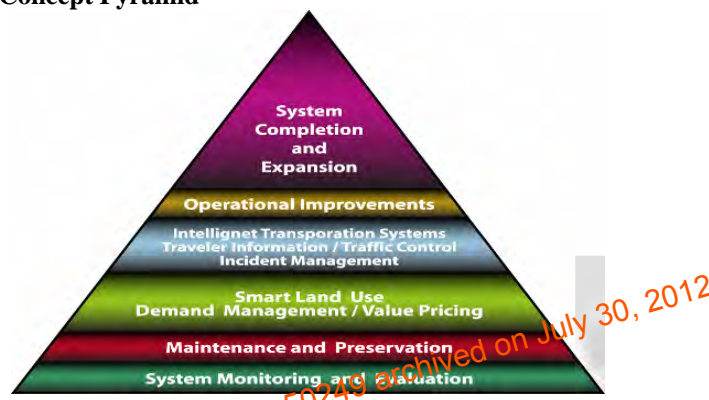 Concept Pyramid
System
Completion
and
Expansion
Operational Improvements
Intellignet Transporation Systems
Traveler Information / Traffic Control
Incident Management
Smart Land Use
Demand Management / Value Pricing
Maintenance and Preservation
System Monitoring and Evaluation
50249 archived on July 30, 2012